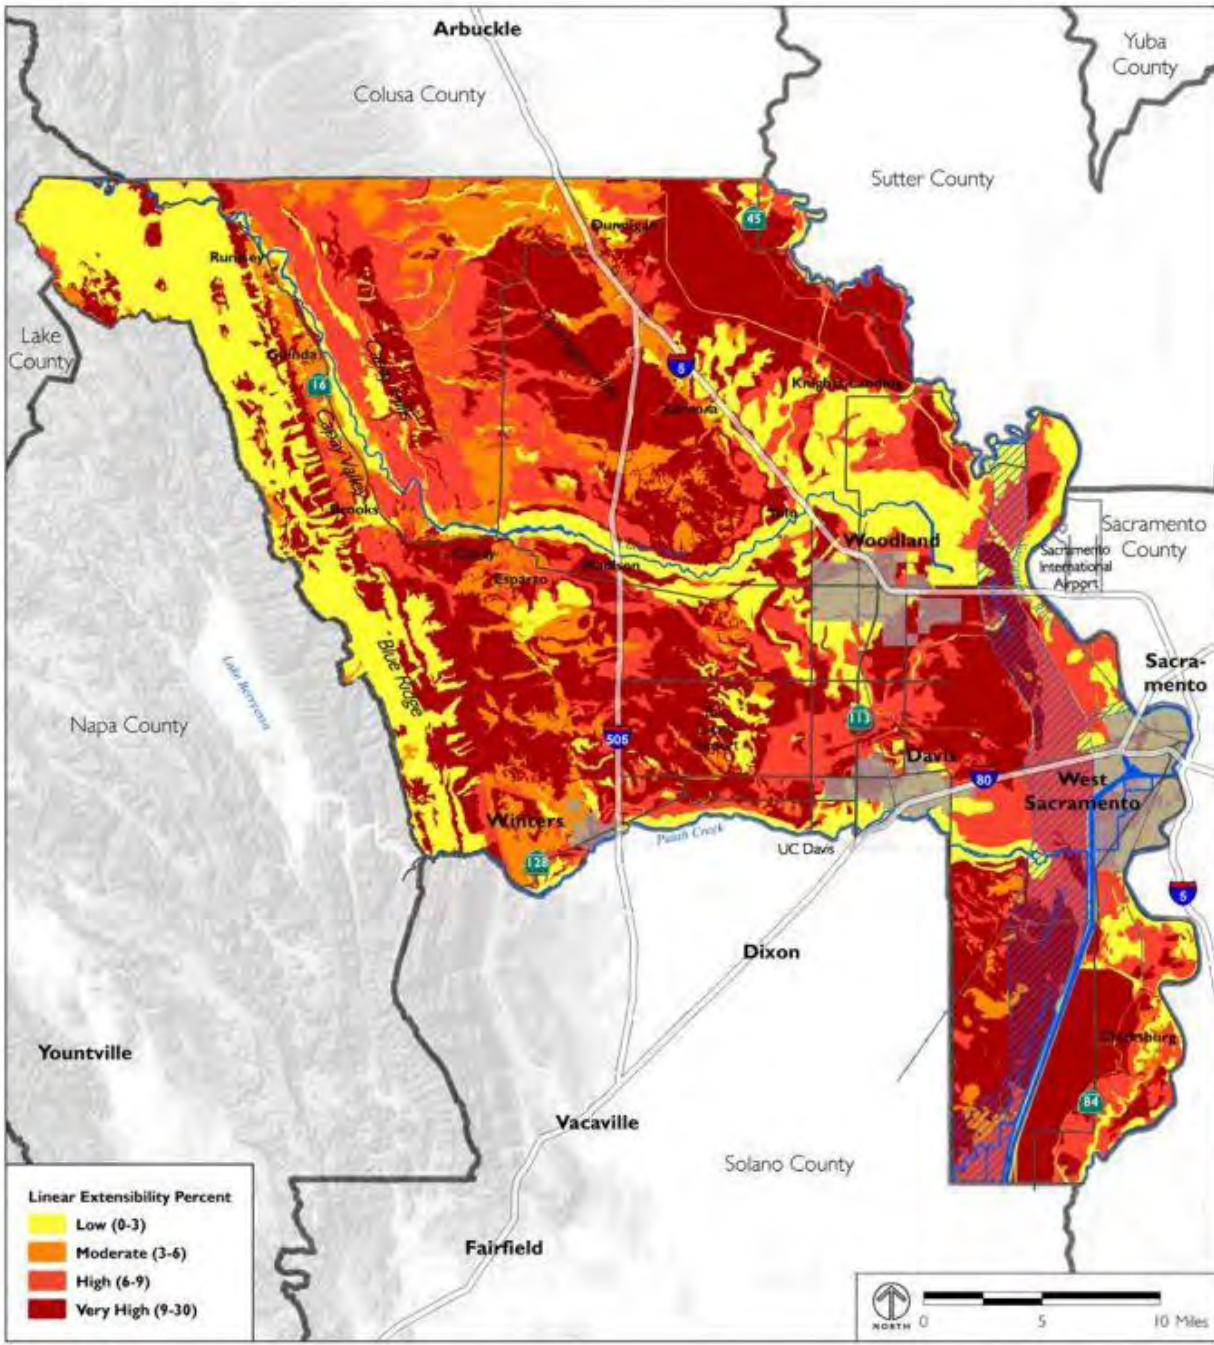 Arbuckle
Yuba
County
Colusa County
Sutter County
45
Dunnigan
Rumsey
Lake
County
Guinda
16
Capay Hills
5
Knights Landing
Zamora
Capay Valley
Brooks
Yolo
Woodland
Sacramento
County
Sacramento
International
Airport
Capay
Madison
Esparto
Blue Ridge
Lake Berryessa
Sacra-
mento
Napa County
505
113
Airport
Davis
80
West
Sacramento
Winters
Putah Creek
UC Davis
128
5
Dixon
Clarksburg
Yountville
84
Vacaville
Solano County
Fairfield
Linear Extensibility Percent
Low (0-3)
Moderate (3-6)
High (6-9)
Very High (9-30)
NORTH
0 5 10 Miles